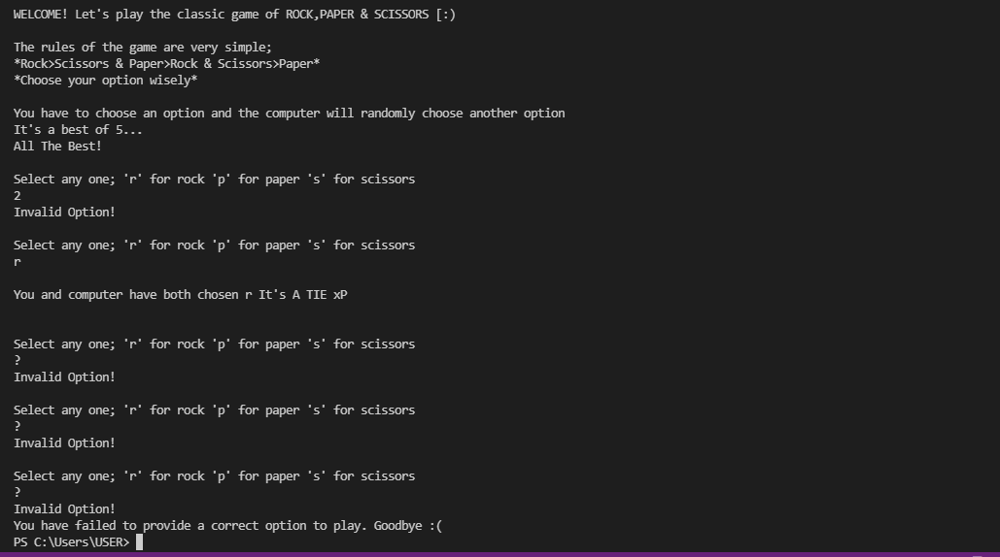 WELCOME! Let's play the classic game of ROCK,PAPER & SCISSORS [:)
The rules of the game are very simple;
*Rock>Scissors & Paper>Rock & Scissors>Paper*
*Choose your option wisely*
You have to choose an option and the computer will randomly choose another option
It's a best of 5...
All The Best!
Select any one; 'r' for rock 'p' for paper 's' for scissors
2
Invalid Option!
Select any one; 'r' for rock 'p' for paper 's' for scissors
r
You and computer have both chosen r It's A TIE xP
Select any one; 'r' for rock 'p' for paper 's' for scissors
?
Invalid Option!
Select any one; 'r' for rock 'p' for paper 's' for scissors
?
Invalid Option!
Select any one; 'r' for rock 'p' for paper 's' for scissors
?
Invalid Option!
You have failed to provide a correct option to play. Goodbye :(
PS C:\Users\USER>